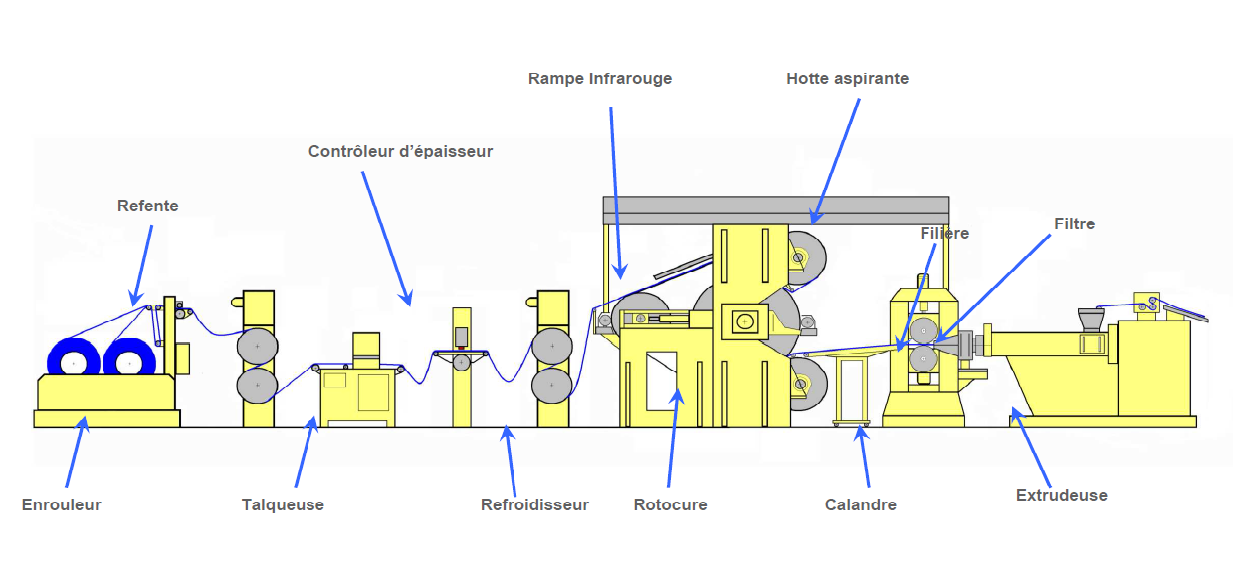 Rampe Infrarouge
Hotte aspirante
Contrôleur d’épaisseur
Refente
Filière
Filtre
Enrouleur
Talqueuse
Refroidisseur
Rotocure
Calandre
Extrudeuse